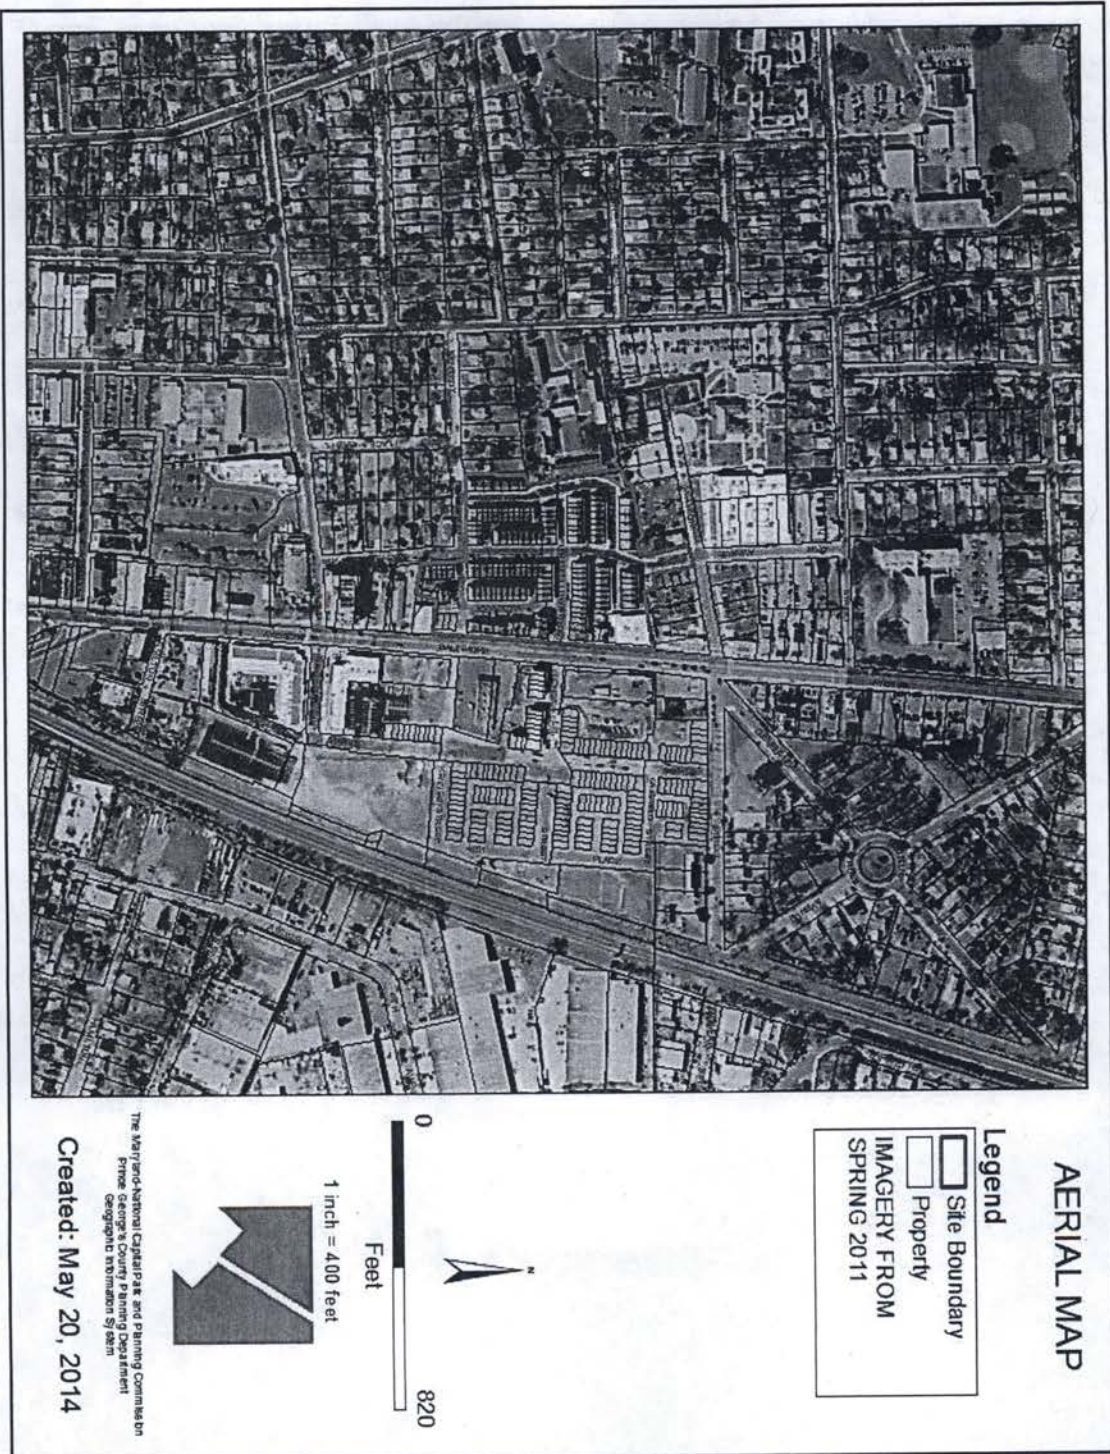 AERIAL MAP
Legend
Site Boundary
Property
IMAGERY FROM
SPRING 2011
N
0 820
Feet
1 inch = 400 feet
The Maryland-National Capital Park and Planning Commission
Prince George's County Planning Department
Geographic Information System
Created: May 20, 2014